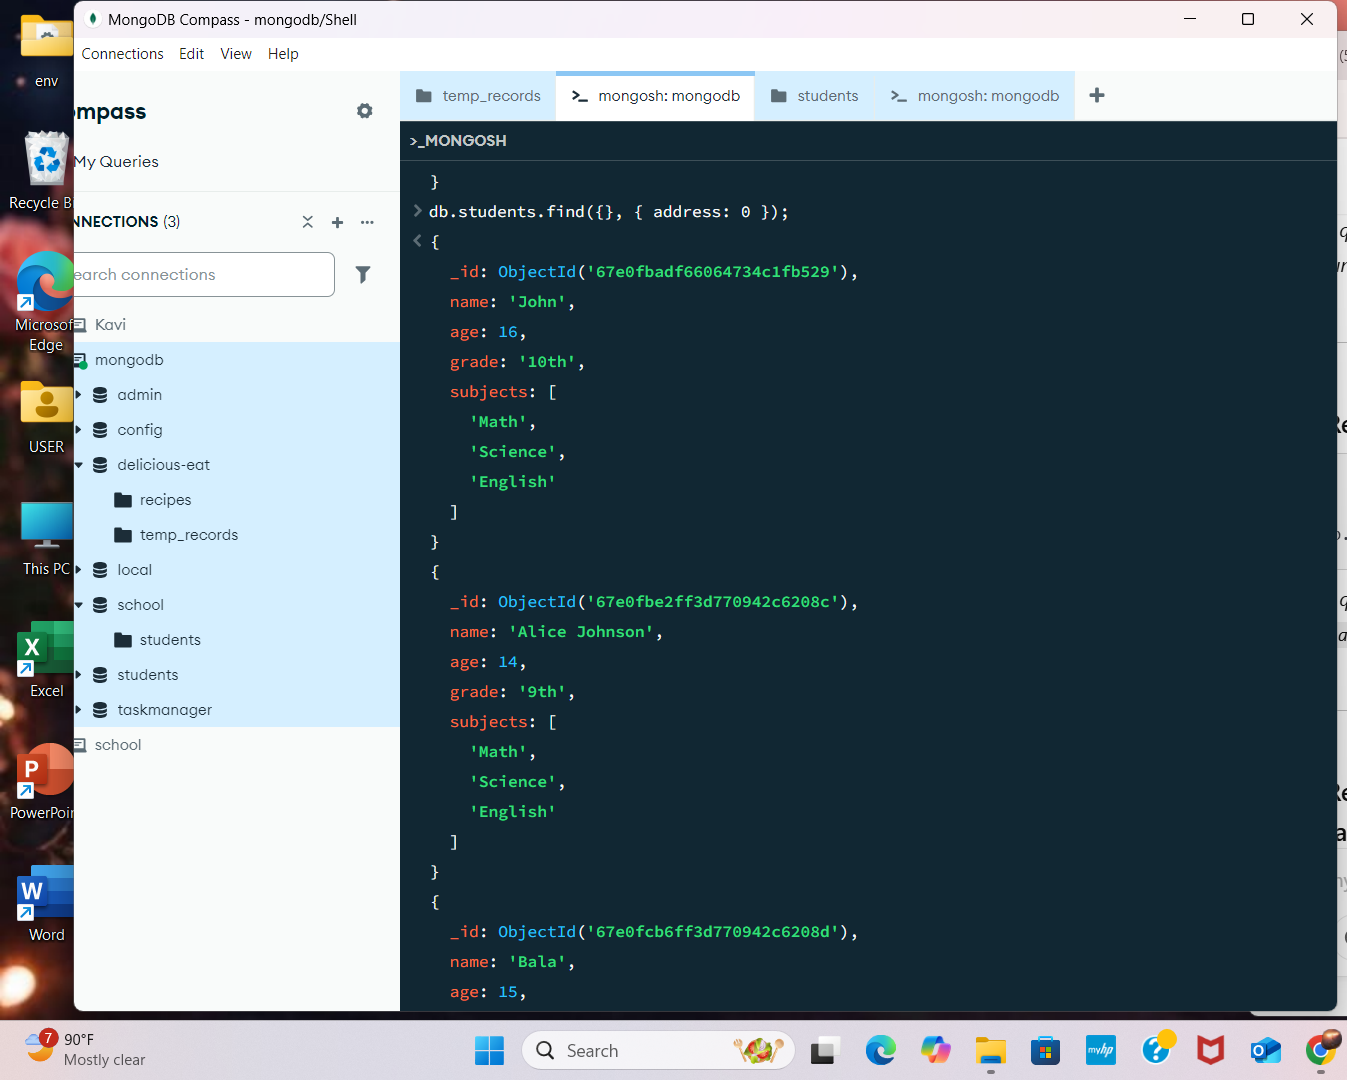 MongoDB Compass - mongodb/Shell
Connections Edit View Help
env
ompass
My Queries
Recycle B
NNECTIONS (3)
earch connections
Microsof
Edge
Kavi
mongodb
admin
config
USER
delicious-eat
recipes
temp_records
This PC
local
school
students
Excel
students
taskmanager
school
PowerPoin
Word
temp_records
mongosh: mongodb
students
mongosh: mongodb
>_MONGOSH
}
db.students.find({}, { address: 0 });
{
_id: ObjectId('67e0fbadf66064734c1fb529'),
name: 'John',
age: 16,
grade: '10th',
subjects: [
'Math',
'Science',
'English'
]
}
{
_id: ObjectId('67e0fbe2ff3d770942c6208c'),
name: 'Alice Johnson',
age: 14,
grade: '9th',
subjects: [
'Math',
'Science',
'English'
]
}
{
_id: ObjectId('67e0fcb6ff3d770942c6208d'),
name: 'Bala',
age: 15,
7
90°F
Mostly clear
Search
myhp